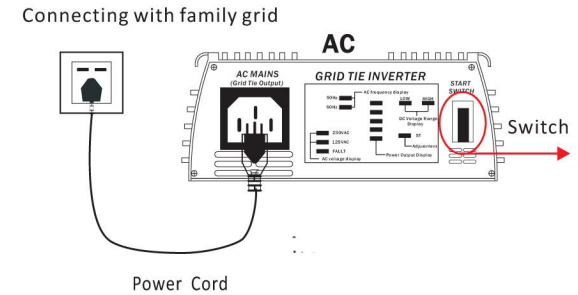 Connecting with family grid
AC
AC MAINS
(Grid Tie Output)
GRID TIE INVERTER
START
SWITCH
AC frequency display
50Hz
60Hz
LOW
HIGH
DC Voltage Range
Display
230VAC
125VAC
FAULT
AC voltage display
ST
Adjustment
Power Output Display
Switch
Power Cord